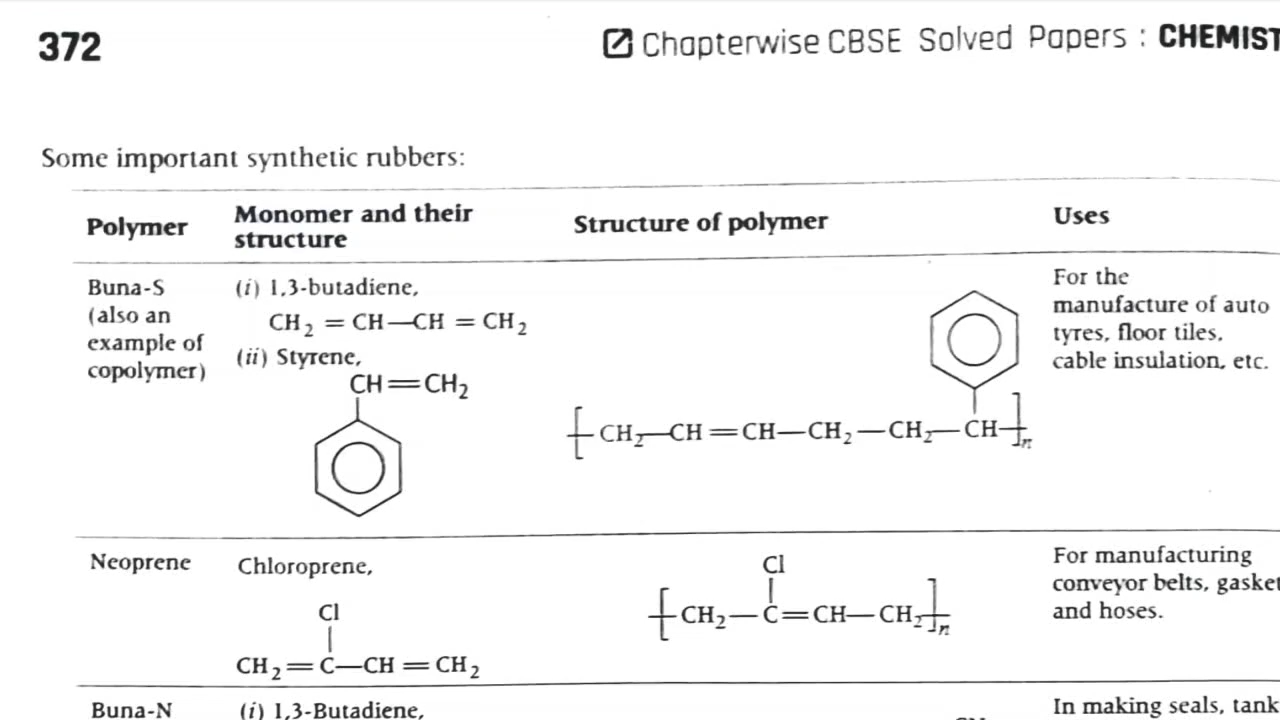 372
Chapterwise CBSE Solved Papers : CHEMIST
Some important synthetic rubbers:
Polymer
Monomer and their
structure
Structure of polymer
Uses
Buna-S
(also an
example of
copolymer)
(i) 1,3-butadiene,
CH₂ = CH—CH = CH₂
(ii) Styrene,
CH=CH₂
[CH₂—CH=CH—CH₂—CH₂—CH]n
For the
manufacture of auto
tyres, floor tiles,
cable insulation, etc.
Neoprene
Chloroprene,
Cl
CH₂=C—CH=CH₂
Cl
[CH₂—C=CH—CH₂]n
For manufacturing
conveyor belts, gasket
and hoses.
Buna-N
(i) 1,3-Butadiene,
In making seals, tank